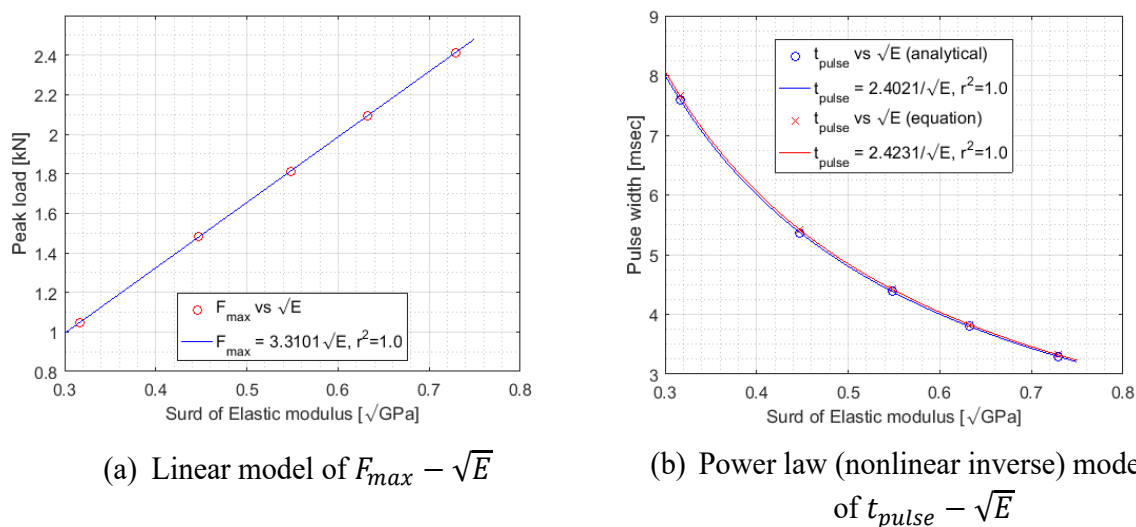 2.4
2.2
2
1.8
1.6
1.4
1.2
1
0.8
Peak load [kN]
F_max vs √E
F_max = 3.3101√E, r²=1.0
0.3 0.4 0.5 0.6 0.7 0.8
Surd of Elastic modulus [√GPa]
(a) Linear model of F_max − √E
9
8
7
6
5
4
3
Pulse width [msec]
t_pulse vs √E (analytical)
t_pulse = 2.4021/√E, r²=1.0
t_pulse vs √E (equation)
t_pulse = 2.4231/√E, r²=1.0
0.3 0.4 0.5 0.6 0.7 0.8
Surd of Elastic modulus [√GPa]
(b) Power law (nonlinear inverse) mode
of t_pulse − √E